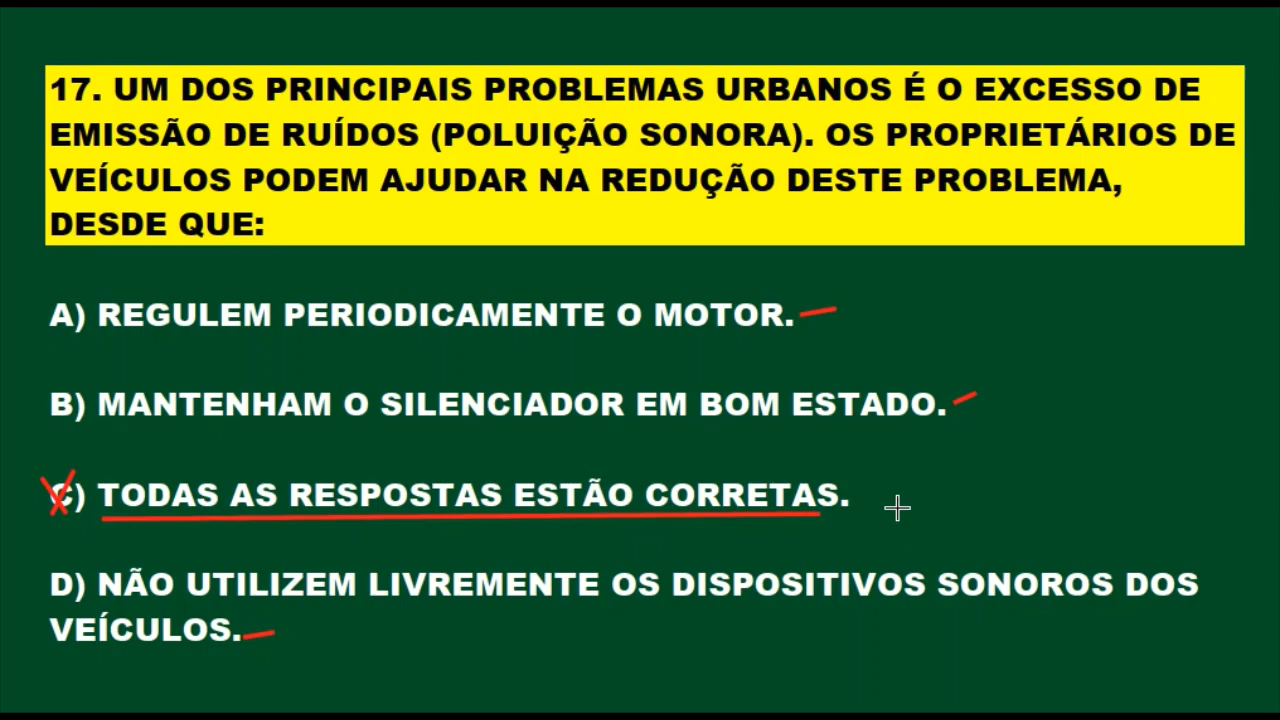 17. UM DOS PRINCIPAIS PROBLEMAS URBANOS É O EXCESSO DE
EMISSÃO DE RUÍDOS (POLUIÇÃO SONORA). OS PROPRIETÁRIOS DE
VEÍCULOS PODEM AJUDAR NA REDUÇÃO DESTE PROBLEMA,
DESDE QUE:
A) REGULEM PERIODICAMENTE O MOTOR.
B) MANTENHAM O SILENCIADOR EM BOM ESTADO.
C) TODAS AS RESPOSTAS ESTÃO CORRETAS.
D) NÃO UTILIZEM LIVREMENTE OS DISPOSITIVOS SONOROS DOS
VEÍCULOS.